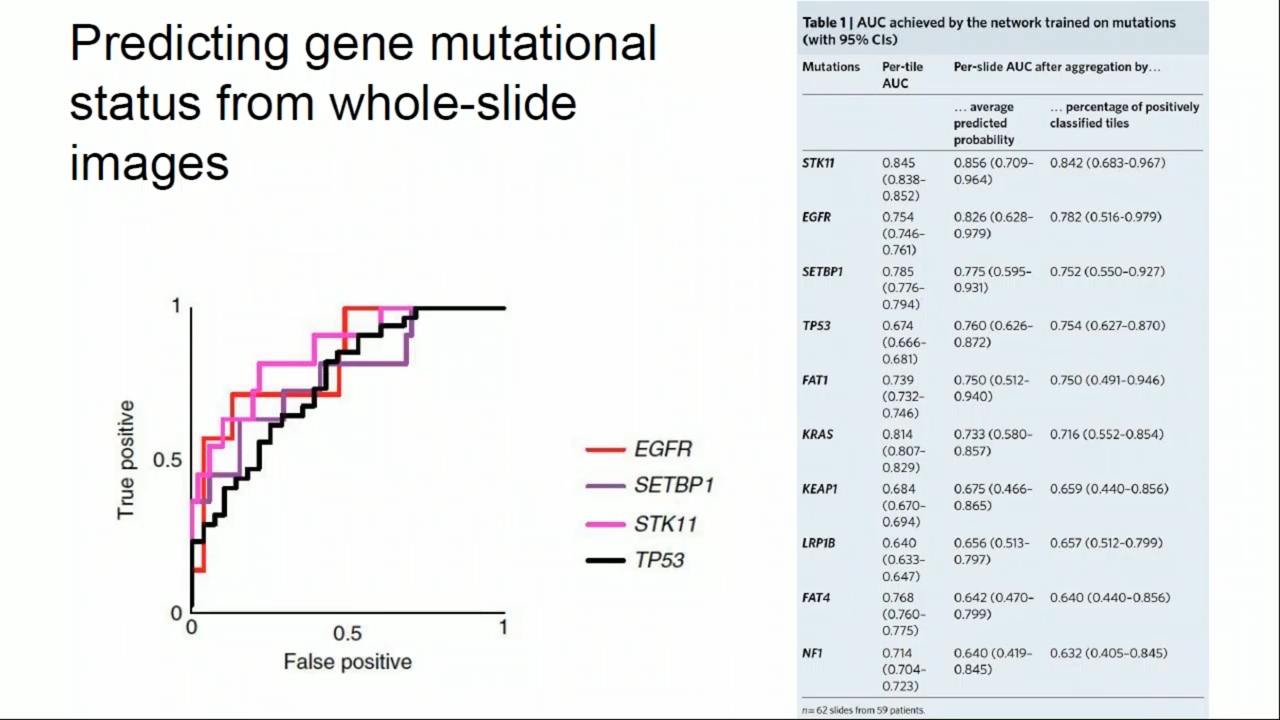 Predicting gene mutational
status from whole-slide
images
1
0.5
0
0
0.5
1
True positive
False positive
EGFR
SETBP1
STK11
TP53
Table 1 | AUC achieved by the network trained on mutations
(with 95% CIs)
Mutations Per-tile Per-slide AUC after aggregation by…
AUC
… average … percentage of positively
predicted classified tiles
probability
STK11 0.845 0.856 (0.709– 0.842 (0.683-0.967)
(0.838– 0.964)
0.852)
EGFR 0.754 0.826 (0.628– 0.782 (0.516-0.979)
(0.746– 0.979)
0.761)
SETBP1 0.785 0.775 (0.595– 0.752 (0.550–0.927)
(0.776– 0.931)
0.794)
TP53 0.674 0.760 (0.626– 0.754 (0.627–0.870)
(0.666– 0.872)
0.681)
FAT1 0.739 0.750 (0.512– 0.750 (0.491–0.946)
(0.732– 0.940)
0.746)
KRAS 0.814 0.733 (0.580– 0.716 (0.552–0.854)
(0.807– 0.857)
0.829)
KEAP1 0.684 0.675 (0.466– 0.659 (0.440–0.856)
(0.670– 0.865)
0.694)
LRP1B 0.640 0.656 (0.513– 0.657 (0.512–0.799)
(0.633– 0.797)
0.647)
FAT4 0.768 0.642 (0.470– 0.640 (0.440–0.856)
(0.760– 0.799)
0.775)
NF1 0.714 0.640 (0.419– 0.632 (0.405–0.845)
(0.704– 0.845)
0.723)
n= 62 slides from 59 patients.